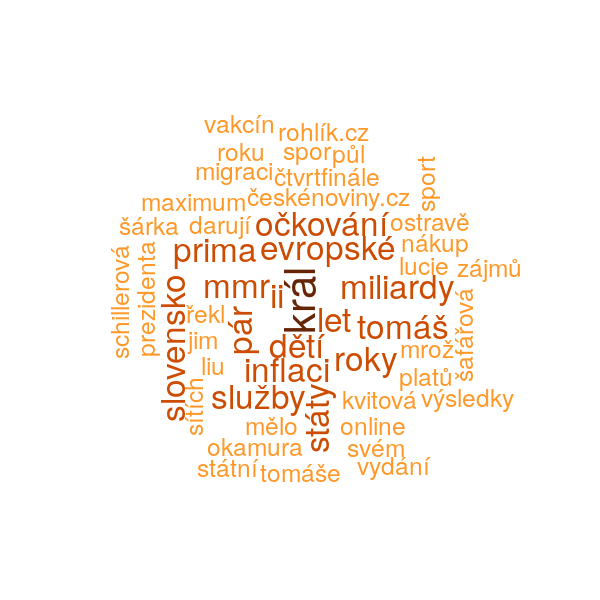 vakcín
rohlík.cz
roku
spor
půl
migraci
čtvrtfinále
sport
maximum
českénoviny.cz
šárka
darují
očkování
ostravě
prima
evropské
nákup
schillerová
prezidenta
lucie
zájmů
mmr
ii
král
miliardy
slovensko
řekl
pár
let
tomáš
šafářová
jim
dětí
roky
mrož
liu
inflaci
platů
sítích
služby
státy
kvitová
výsledky
mělo
online
okamura
svém
státní
tomáše
vydání